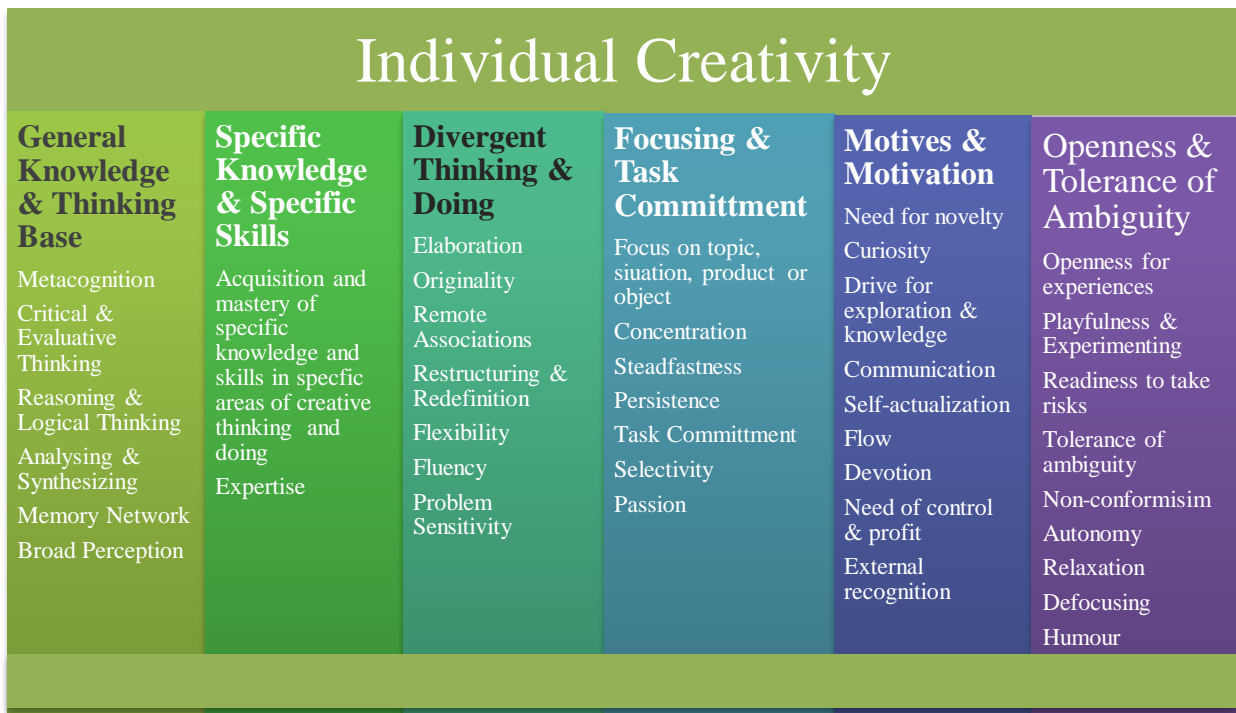 Individual Creativity
General
Knowledge
& Thinking
Base
Metacognition
Critical &
Evaluative
Thinking
Reasoning &
Logical Thinking
Analysing &
Synthesizing
Memory Network
Broad Perception
Specific
Knowledge
& Specific
Skills
Acquisition and
mastery of
specific
knowledge and
skills in specfic
areas of creative
thinking and
doing
Expertise
Divergent
Thinking &
Doing
Elaboration
Originality
Remote
Associations
Restructuring &
Redefinition
Flexibility
Fluency
Problem
Sensitivity
Focusing &
Task
Committment
Focus on topic,
siuation, product or
object
Concentration
Steadfastness
Persistence
Task Committment
Selectivity
Passion
Motives &
Motivation
Need for novelty
Curiosity
Drive for
exploration &
knowledge
Communication
Self-actualization
Flow
Devotion
Need of control
& profit
External
recognition
Openness &
Tolerance of
Ambiguity
Openness for
experiences
Playfulness &
Experimenting
Readiness to take
risks
Tolerance of
ambiguity
Non-conformisim
Autonomy
Relaxation
Defocusing
Humour